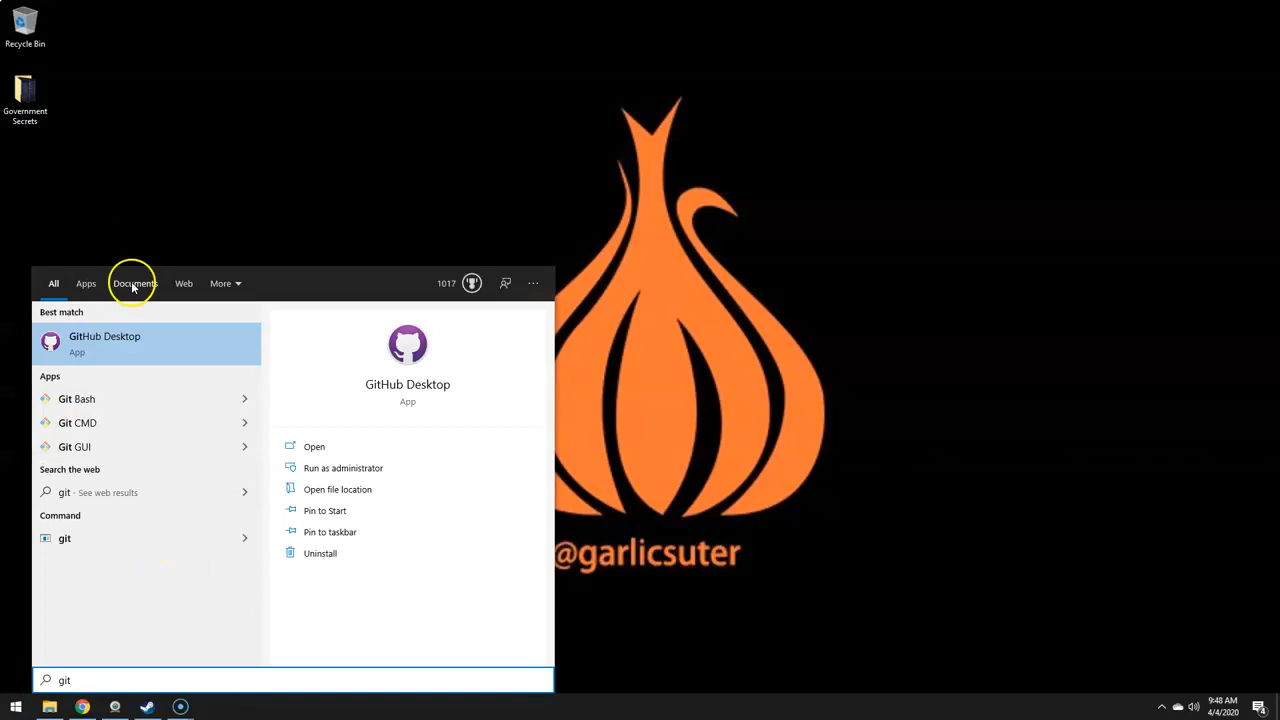 Recycle Bin
Government
Secrets
All Apps Documents Web More 1017
Best match
GitHub Desktop
App
Apps
Git Bash
Git CMD
Git GUI
Search the web
git - See web results
Command
git
GitHub Desktop
App
Open
Run as administrator
Open file location
Pin to Start
Pin to taskbar
Uninstall
@garlicsuter
git
9:48 AM
4/4/2020
4